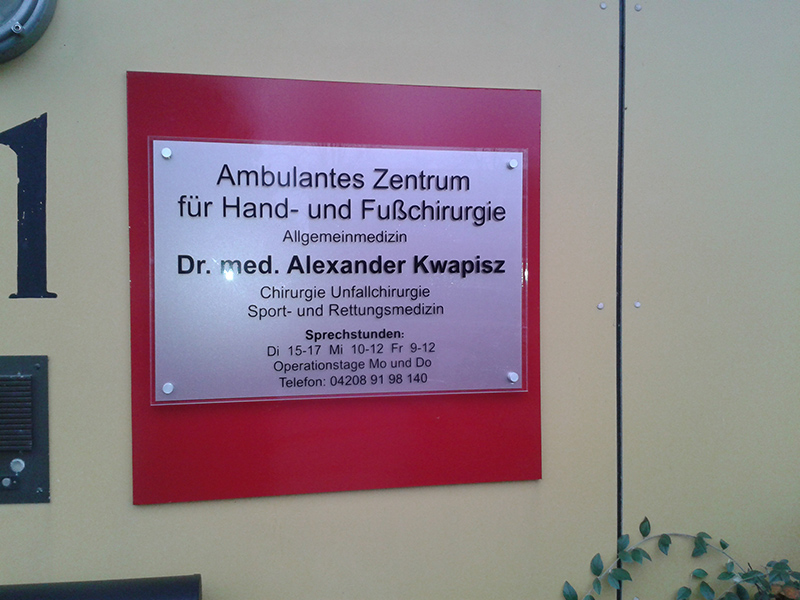 1
Ambulantes Zentrum
für Hand- und Fußchirurgie
Allgemeinmedizin
Dr. med. Alexander Kwapisz
Chirurgie Unfallchirurgie
Sport- und Rettungsmedizin
Sprechstunden:
Di 15-17 Mi 10-12 Fr 9-12
Operationstage Mo und Do
Telefon: 04208 91 98 140